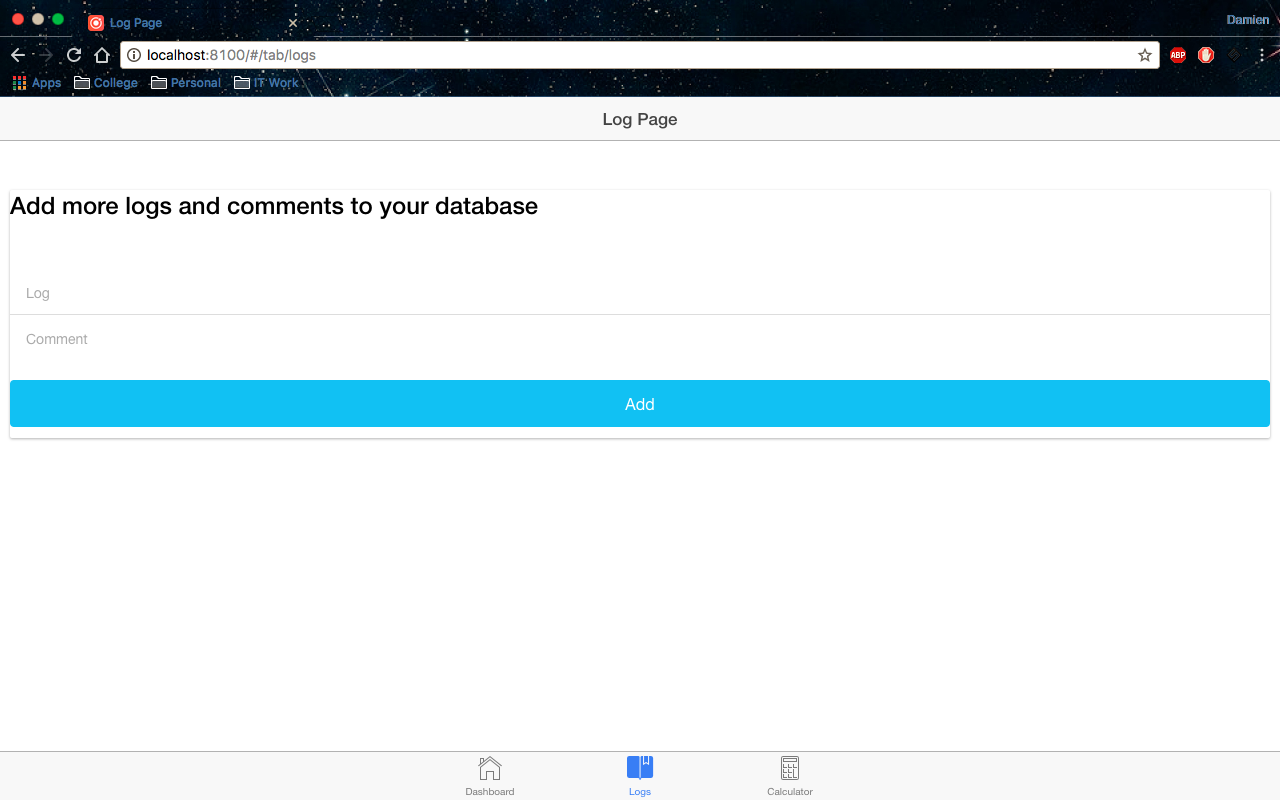 Log Page
Damien
localhost:8100/#/tab/logs
ABP
Apps College Personal IT Work
Log Page
Add more logs and comments to your database
Log
Comment
Add
Dashboard Logs Calculator